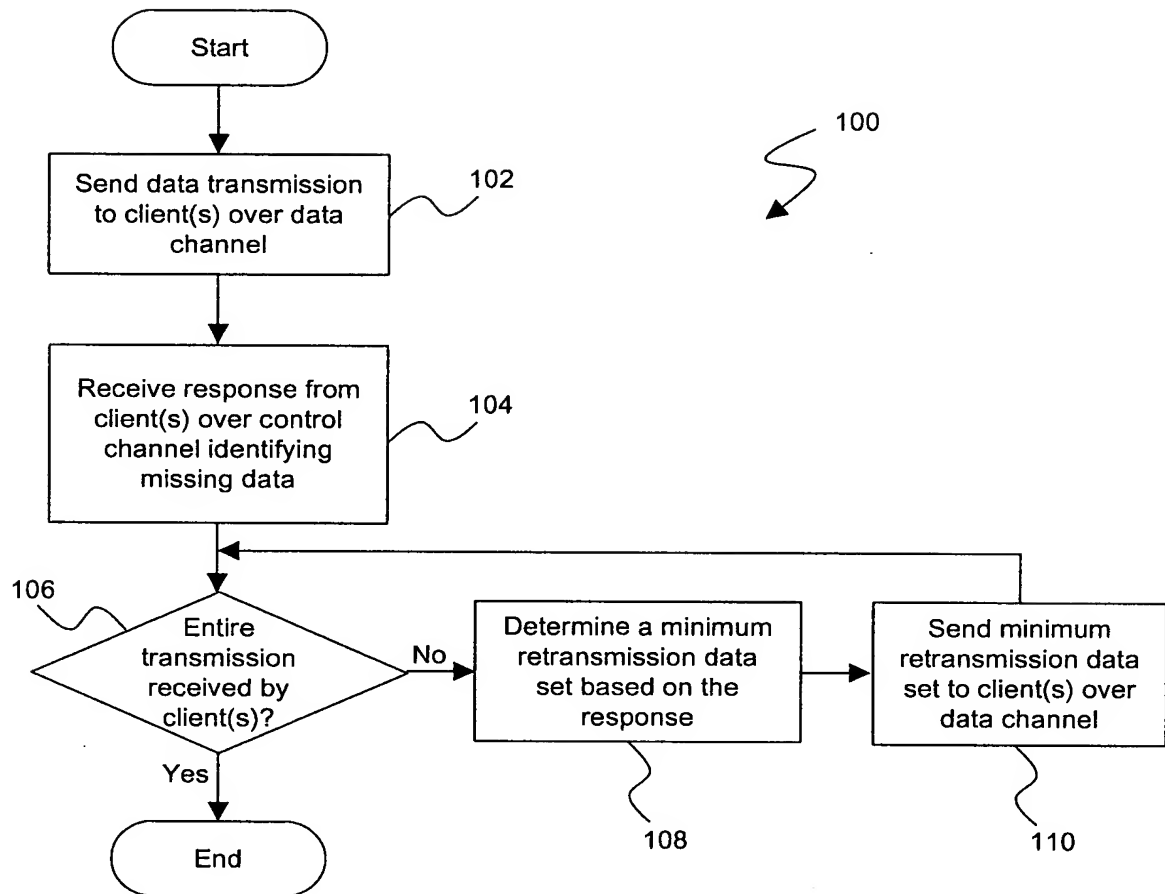 Start
100
Send data transmission
to client(s) over data
channel
102
Receive response from
client(s) over control
channel identifying
missing data
104
106
Entire
transmission
received by
client(s)?
No
Determine a minimum
retransmission data
set based on the
response
Send minimum
retransmission data
set to client(s) over
data channel
Yes
108
110
End